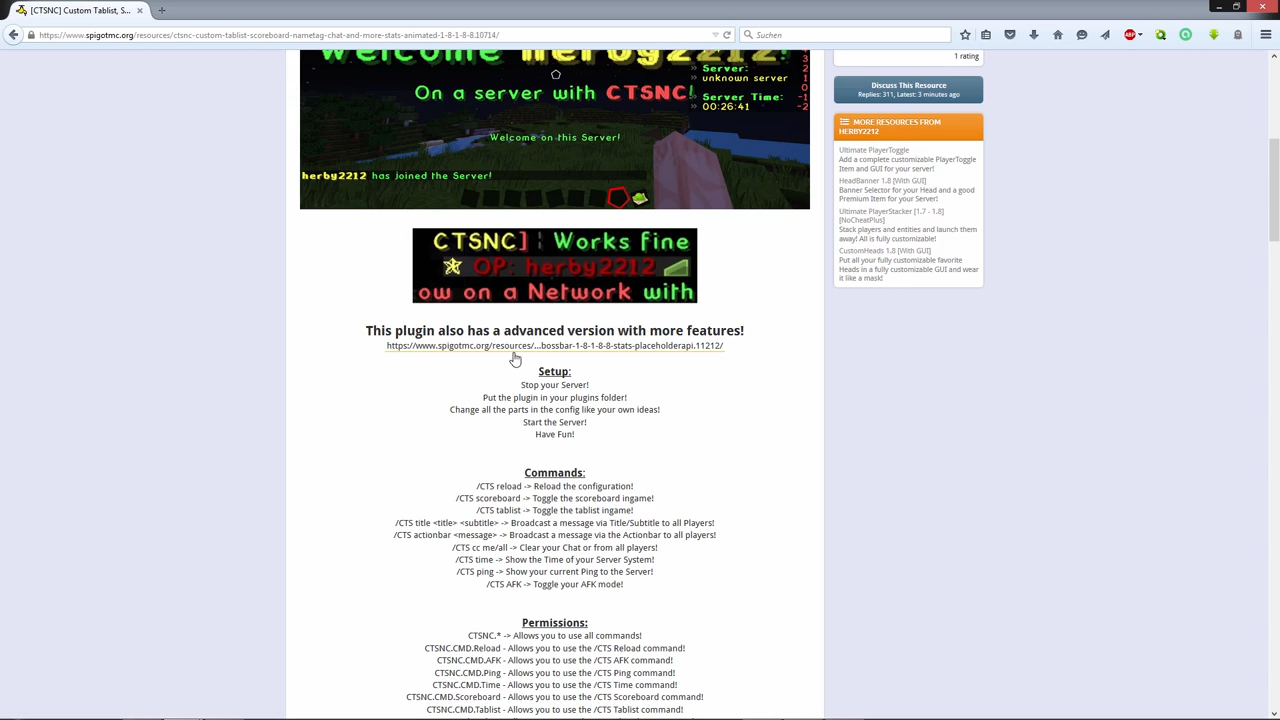 [CTSNC] Custom Tablist, S...
https://www.spigotmc.org/resources/ctsnc-custom-tablist-scoreboard-nametag-chat-and-more-stats-animated-1-8-1-8-8.10714/
Suchen
Welcome herby2212!
On a server with CTSNC!
Welcome on this Server!
herby2212 has joined the Server!
3
Server: 2
» unknown server 1
0
Server Time: -1
» 00:26:41 -2
CTSNC] | Works fine
OP: herby2212
ow on a Network with
This plugin also has a advanced version with more features!
https://www.spigotmc.org/resources/...bossbar-1-8-1-8-8-stats-placeholderapi.11212/
Setup:
Stop your Server!
Put the plugin in your plugins folder!
Change all the parts in the config like your own ideas!
Start the Server!
Have Fun!
Commands:
/CTS reload -> Reload the configuration!
/CTS scoreboard -> Toggle the scoreboard ingame!
/CTS tablist -> Toggle the tablist ingame!
/CTS title <title> <subtitle> -> Broadcast a message via Title/Subtitle to all Players!
/CTS actionbar <message> -> Broadcast a message via the Actionbar to all players!
/CTS cc me/all -> Clear your Chat or from all players!
/CTS time -> Show the Time of your Server System!
/CTS ping -> Show your current Ping to the Server!
/CTS AFK -> Toggle your AFK mode!
Permissions:
CTSNC.* -> Allows you to use all commands!
CTSNC.CMD.Reload - Allows you to use the /CTS Reload command!
CTSNC.CMD.AFK - Allows you to use the /CTS AFK command!
CTSNC.CMD.Ping - Allows you to use the /CTS Ping command!
CTSNC.CMD.Time - Allows you to use the /CTS Time command!
CTSNC.CMD.Scoreboard - Allows you to use the /CTS Scoreboard command!
CTSNC.CMD.Tablist - Allows you to use the /CTS Tablist command!
1 rating
Discuss This Resource
Replies: 311, Latest: 3 minutes ago
MORE RESOURCES FROM
HERBY2212
Ultimate PlayerToggle
Add a complete customizable PlayerToggle
Item and GUI for your server!
HeadBanner 1.8 [With GUI]
Banner Selector for your Head and a good
Premium Item for your Server!
Ultimate PlayerStacker [1.7 - 1.8]
[NoCheatPlus]
Stack players and entities and launch them
away! All is fully customizable!
CustomHeads 1.8 [With GUI]
Put all your fully customizable favorite
Heads in a fully customizable GUI and wear
it like a mask!